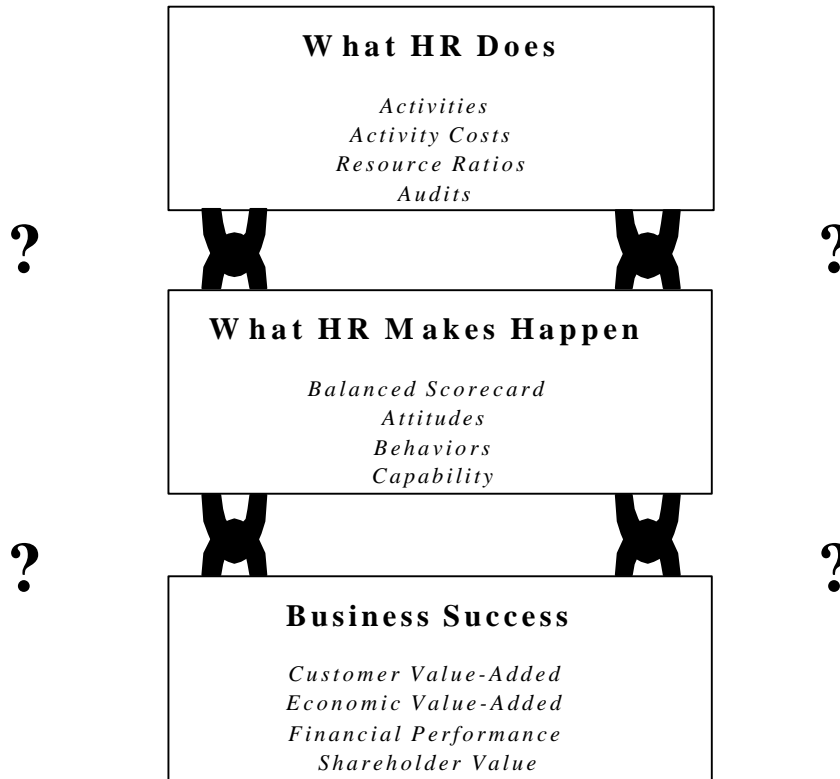 What HR Does
Activities
Activity Costs
Resource Ratios
Audits
? ?
What HR Makes Happen
Balanced Scorecard
Attitudes
Behaviors
Capability
? ?
Business Success
Customer Value-Added
Economic Value-Added
Financial Performance
Shareholder Value